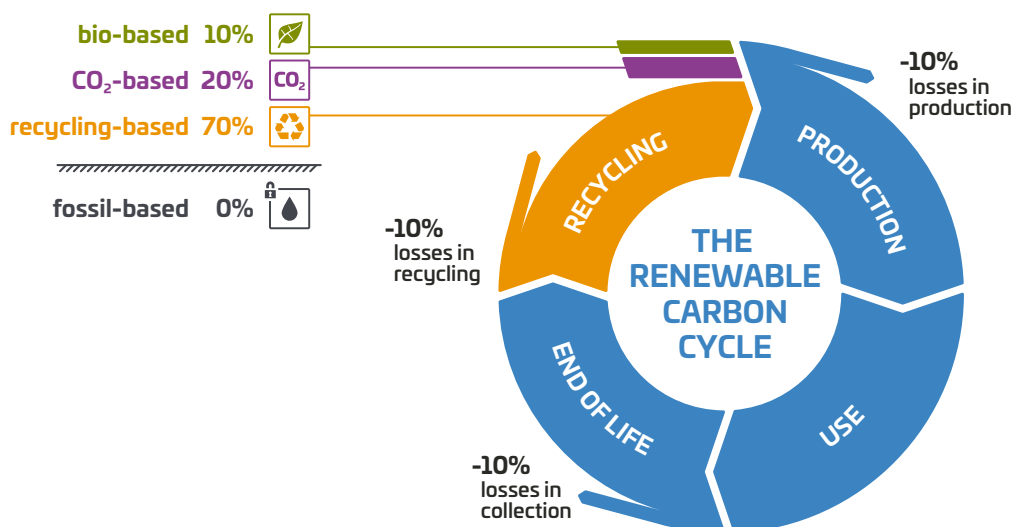 bio-based 10%
CO₂-based 20%
CO₂
recycling-based 70%
fossil-based 0%
-10%
losses in
production
-10%
losses in
recycling
-10%
losses in
collection
RECYCLING
PRODUCTION
USE
END OF LIFE
THE
RENEWABLE
CARBON
CYCLE